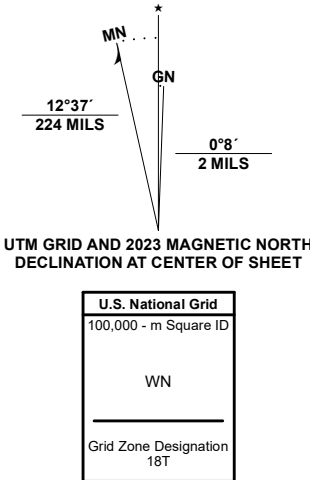 ★
MN
GN
12°37´
224 MILS
0°8´
2 MILS
UTM GRID AND 2023 MAGNETIC NORTH
DECLINATION AT CENTER OF SHEET
U.S. National Grid
100,000 - m Square ID
WN
Grid Zone Designation
18T